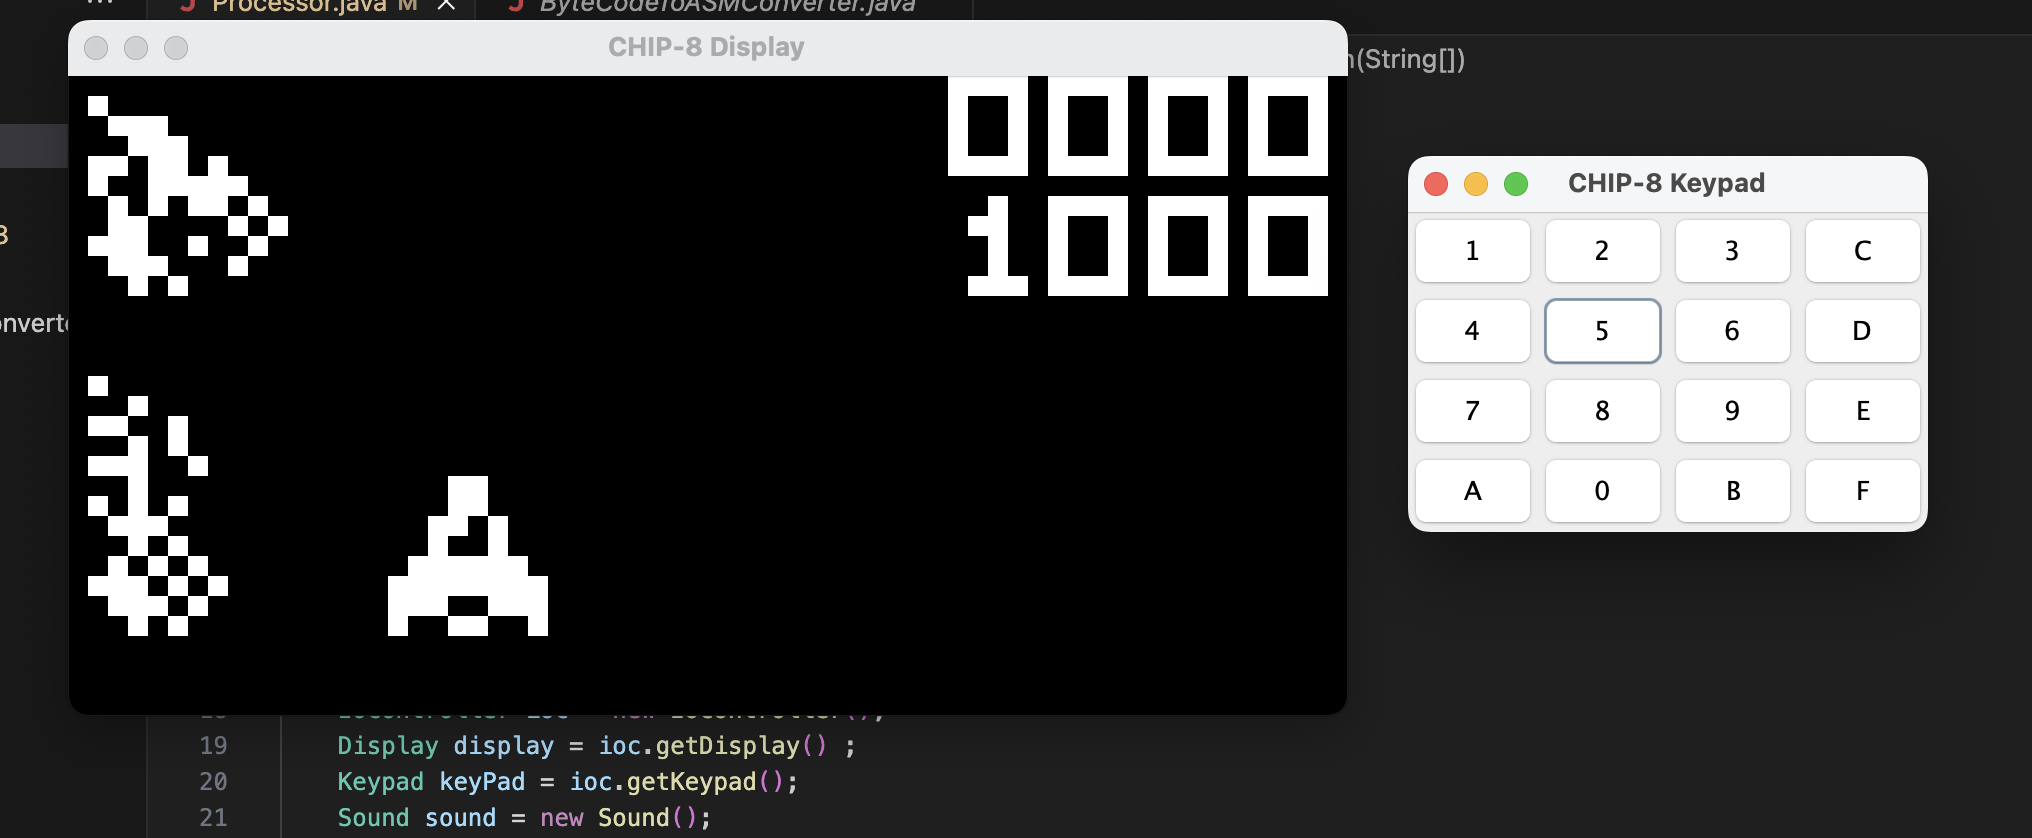 Processor.java M
ByteCodeToASMConverter.java
CHIP-8 Display
(String[])
0000
1000
CHIP-8 Keypad
1 2 3 C
4 5 6 D
7 8 9 E
A 0 B F
19 Display display = ioc.getDisplay() ;
20 Keypad keyPad = ioc.getKeypad();
21 Sound sound = new Sound();